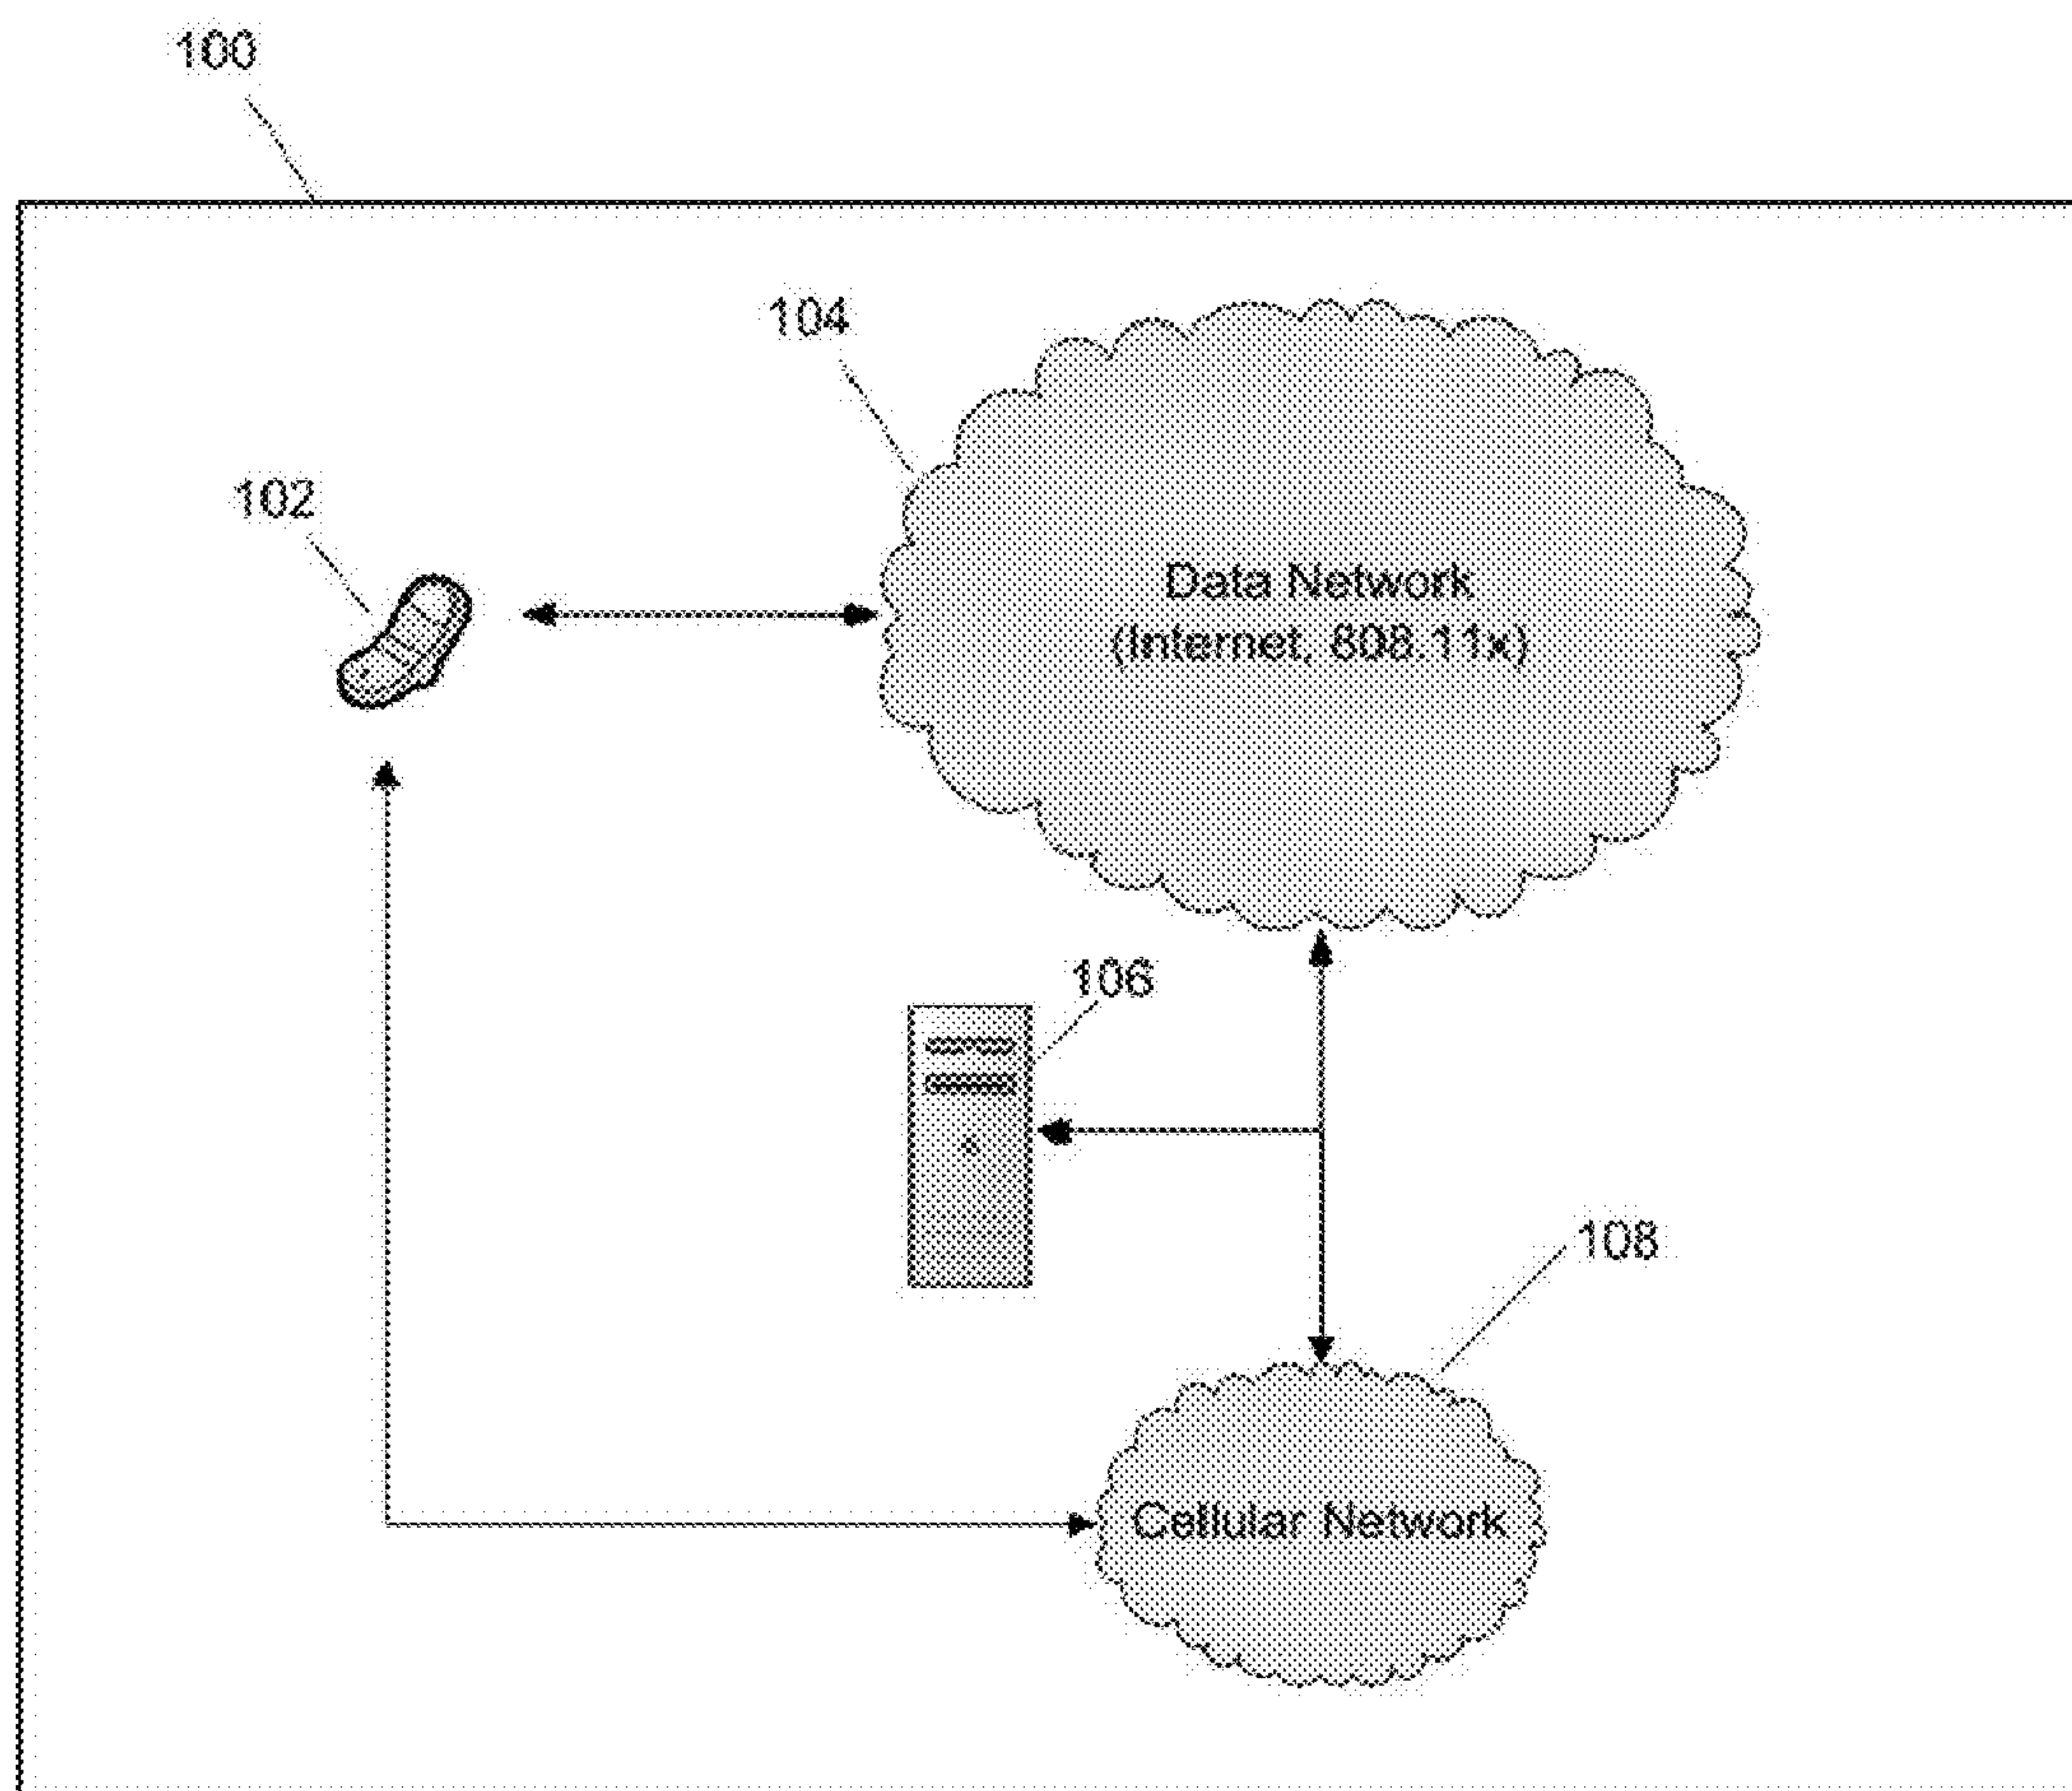 100
104
102
Data Network
(Internet, 808.11x)
106
108
Cellular Network